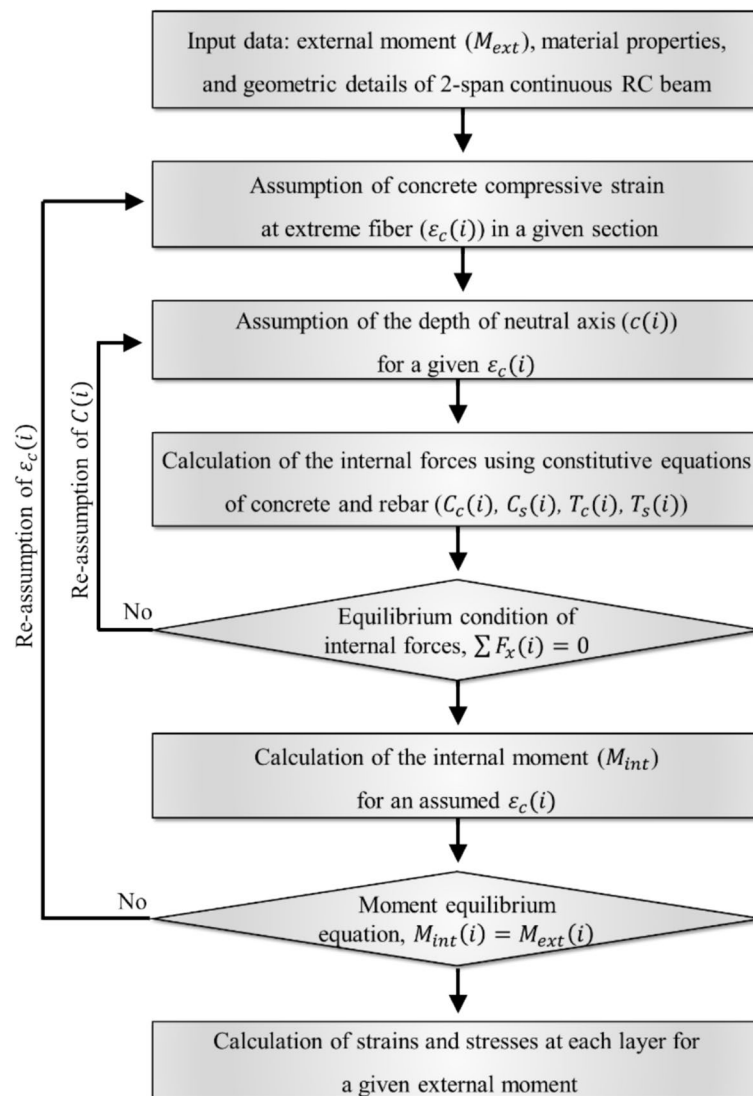 Input data: external moment (M_ext), material properties,
and geometric details of 2-span continuous RC beam
Assumption of concrete compressive strain
at extreme fiber (ε_c(i)) in a given section
Assumption of the depth of neutral axis (c(i))
for a given ε_c(i)
Calculation of the internal forces using constitutive equations
of concrete and rebar (C_c(i), C_s(i), T_c(i), T_s(i))
Re-assumption of ε_c(i)
Re-assumption of C(i)
No
Equilibrium condition of
internal forces, ∑ F_x(i) = 0
Calculation of the internal moment (M_int)
for an assumed ε_c(i)
No
Moment equilibrium
equation, M_int(i) = M_ext(i)
Calculation of strains and stresses at each layer for
a given external moment